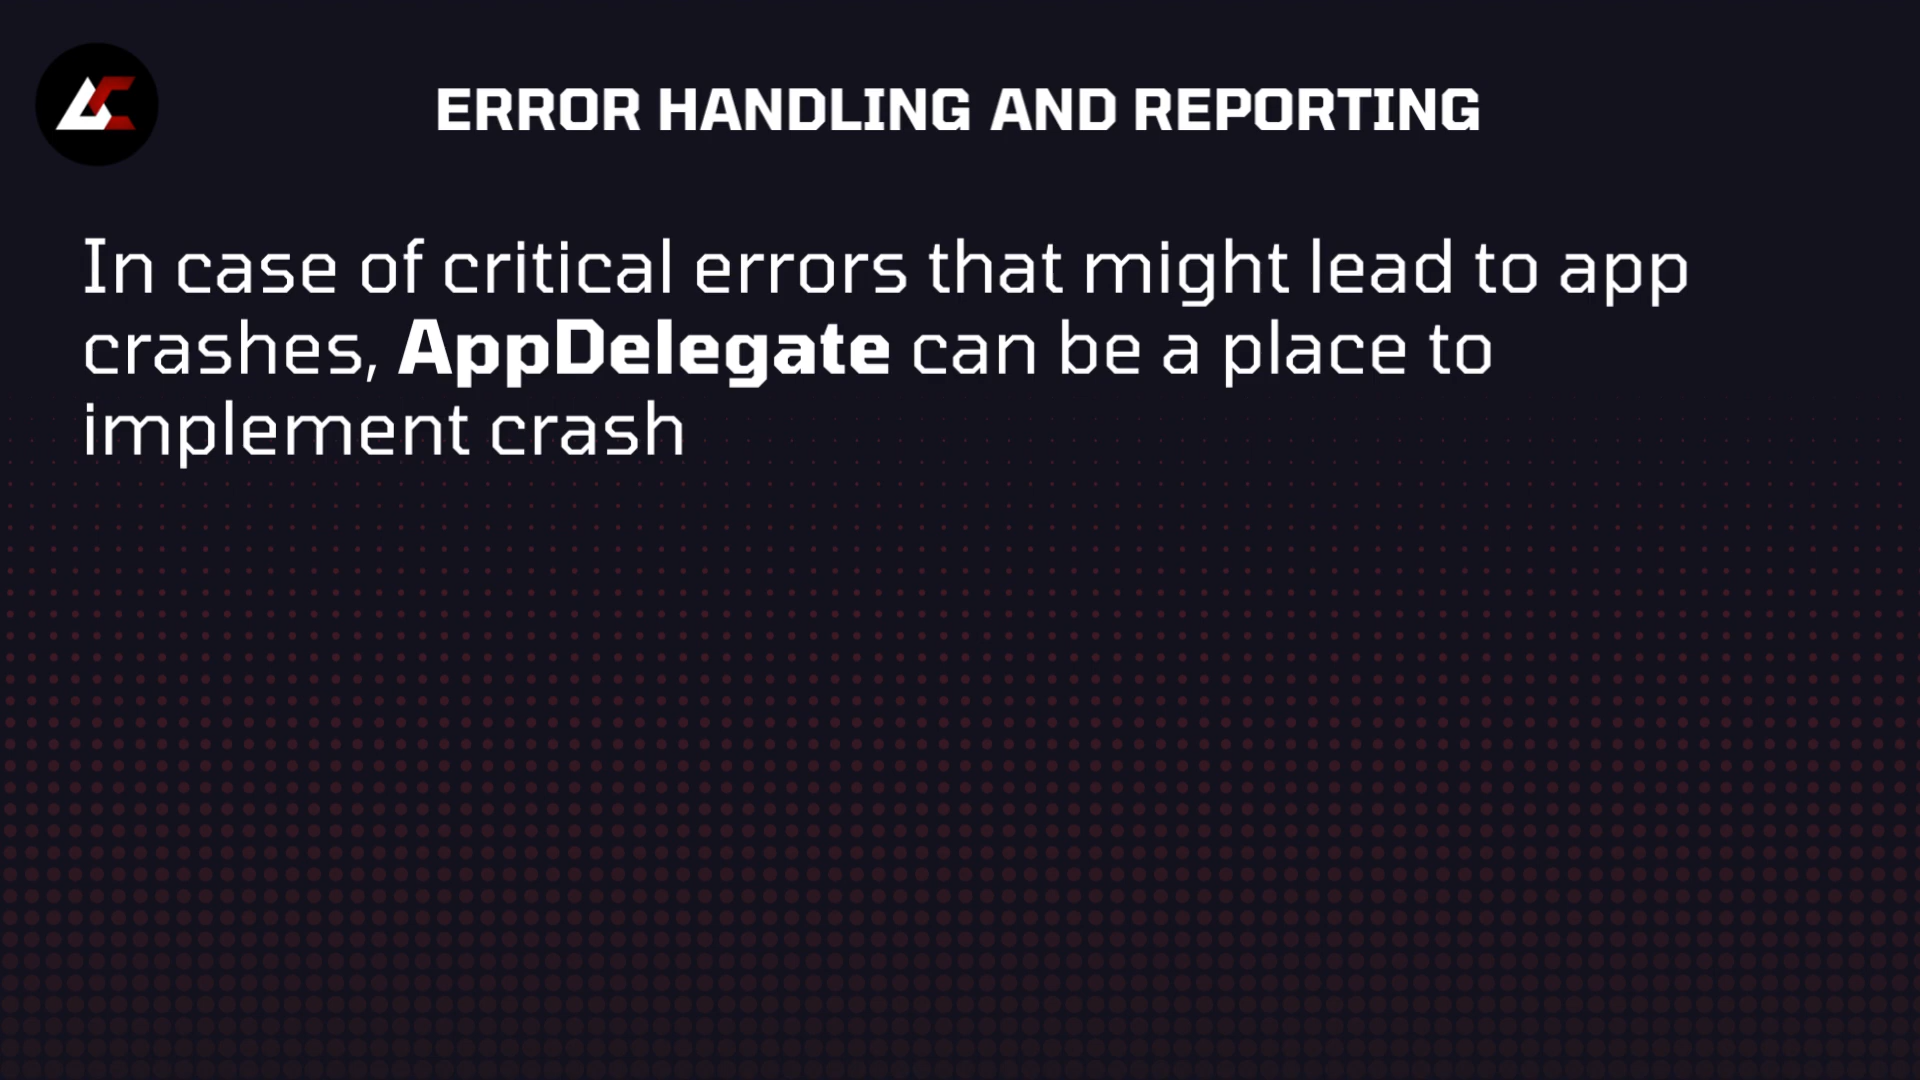 ERROR HANDLING AND REPORTING
In case of critical errors that might lead to app
crashes, AppDelegate can be a place to
implement crash